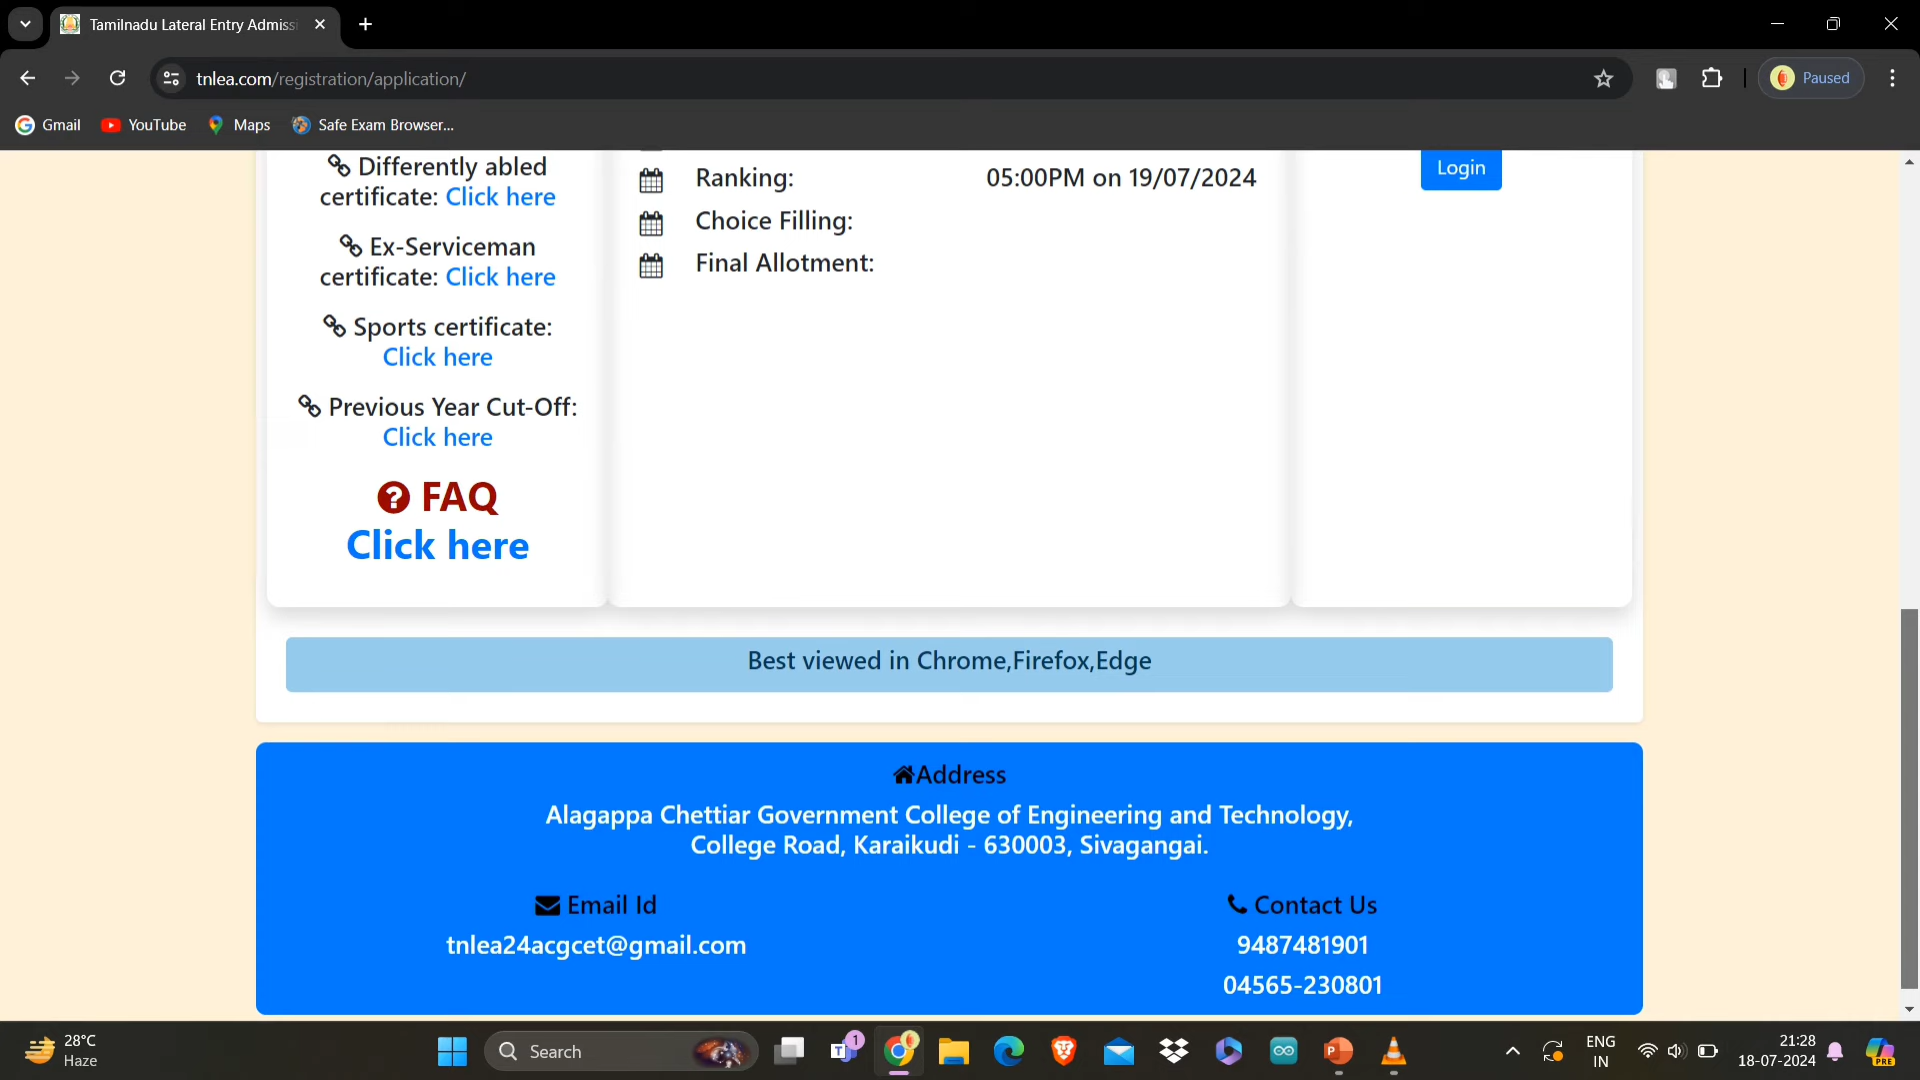 Tamilnadu Lateral Entry Admiss
tnlea.com/registration/application/
Paused
Gmail
YouTube
Maps
Safe Exam Browser...
Differently abled
certificate: Click here
Ex-Serviceman
certificate: Click here
Sports certificate:
Click here
Previous Year Cut-Off:
Click here
FAQ
Click here
Ranking: 05:00PM on 19/07/2024
Choice Filling:
Final Allotment:
Login
Best viewed in Chrome,Firefox,Edge
Address
Alagappa Chettiar Government College of Engineering and Technology,
College Road, Karaikudi - 630003, Sivagangai.
Email Id
tnlea24acgcet@gmail.com
Contact Us
9487481901
04565-230801
28°C
Haze
Search
1
ENG
IN
21:28
18-07-2024
PRE